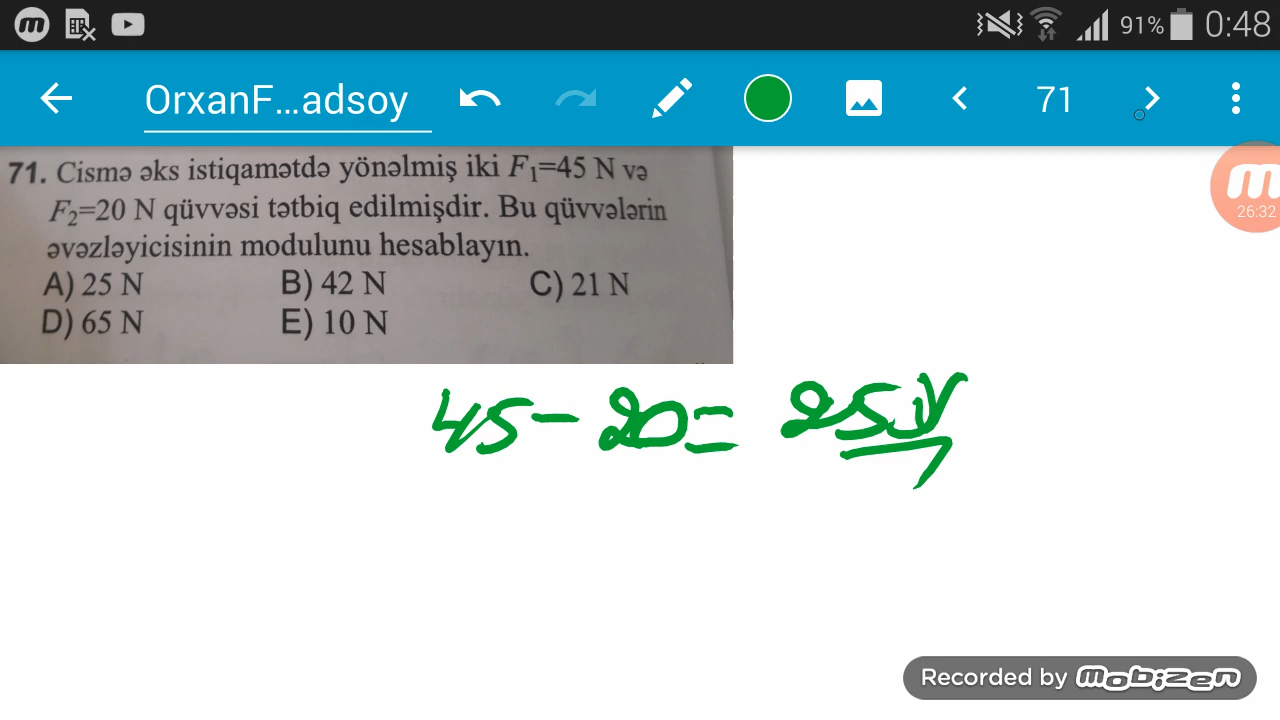 91% 0:48
OrxanF...adsoy 71
26:32
71. Cismə əks istiqamətdə yönəlmiş iki F₁=45 N və
F₂=20 N qüvvəsi tətbiq edilmişdir. Bu qüvvələrin
əvəzləyicisinin modulunu hesablayın.
A) 25 N B) 42 N C) 21 N
D) 65 N E) 10 N
45 - 20 = 25 N
Recorded by mobizen